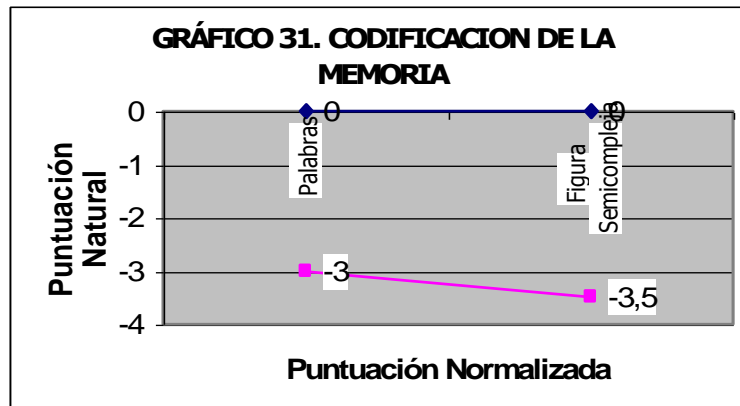 GRÁFICO 31. CODIFICACION DE LA
MEMORIA
Puntuación
Natural
0
-1
-2
-3
-4
0
0
Palabras
Figura
Semicompleja
-3
-3,5
Puntuación Normalizada